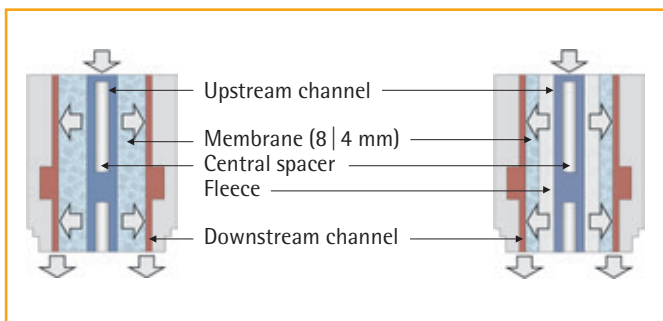 Upstream channel
Membrane (8 | 4 mm)
Central spacer
Fleece
Downstream channel